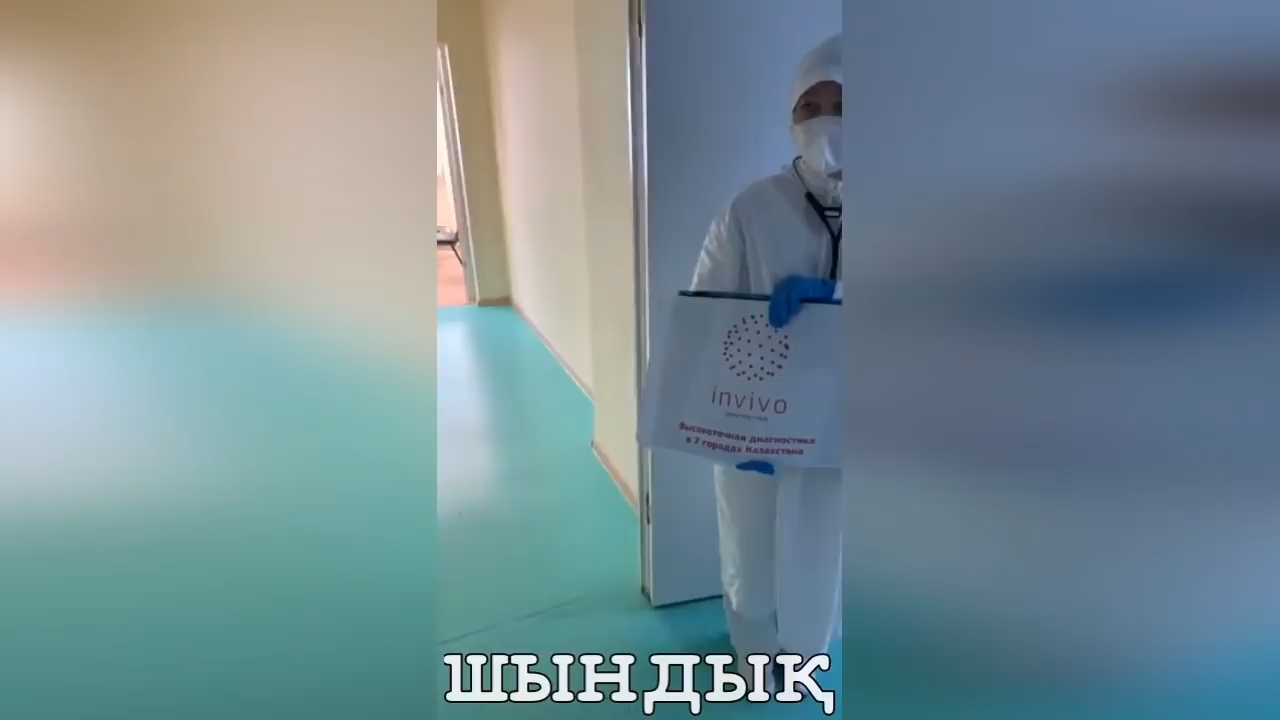 invivo
Высокоточная диагностика
в 7 городах Казахстана
ШЫНДЫҚ